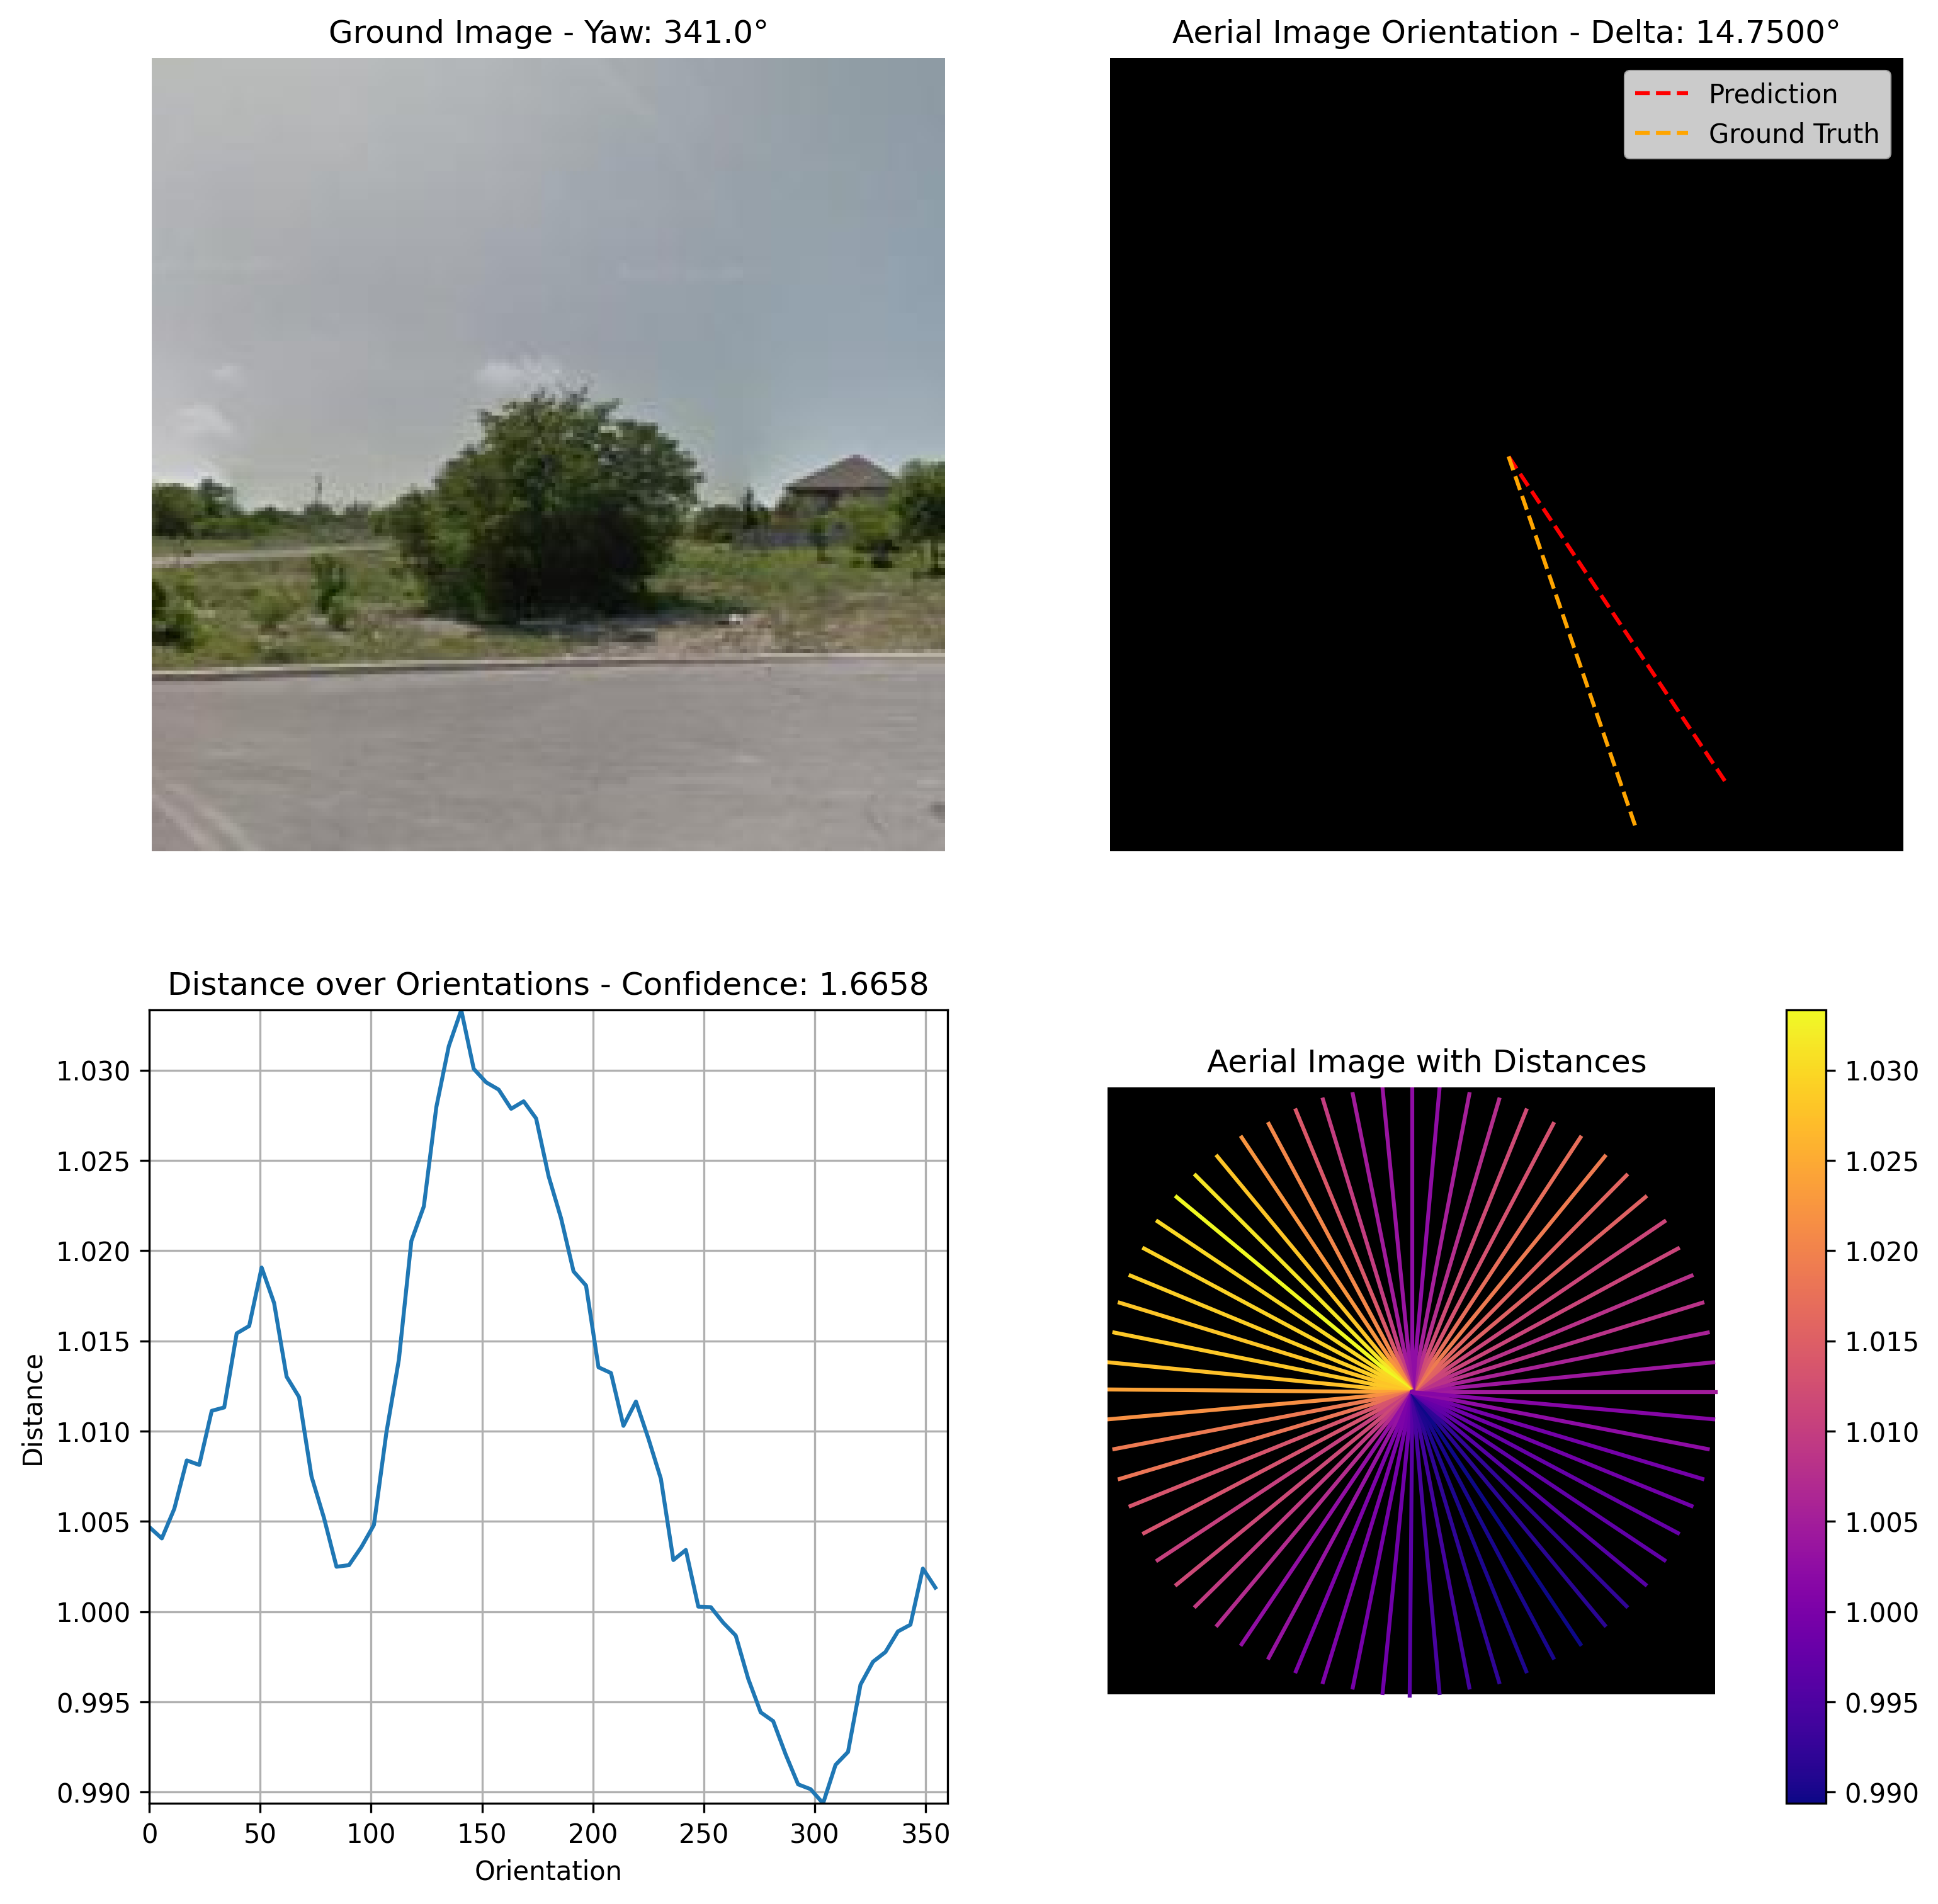 Ground Image - Yaw: 341.0°
Aerial Image Orientation - Delta: 14.7500°
Prediction
Ground Truth
Distance over Orientations - Confidence: 1.6658
1.030
1.025
1.020
1.015
1.010
1.005
1.000
0.995
0.990
Distance
0 50 100 150 200 250 300 350
Orientation
Aerial Image with Distances
1.030
1.025
1.020
1.015
1.010
1.005
1.000
0.995
0.990